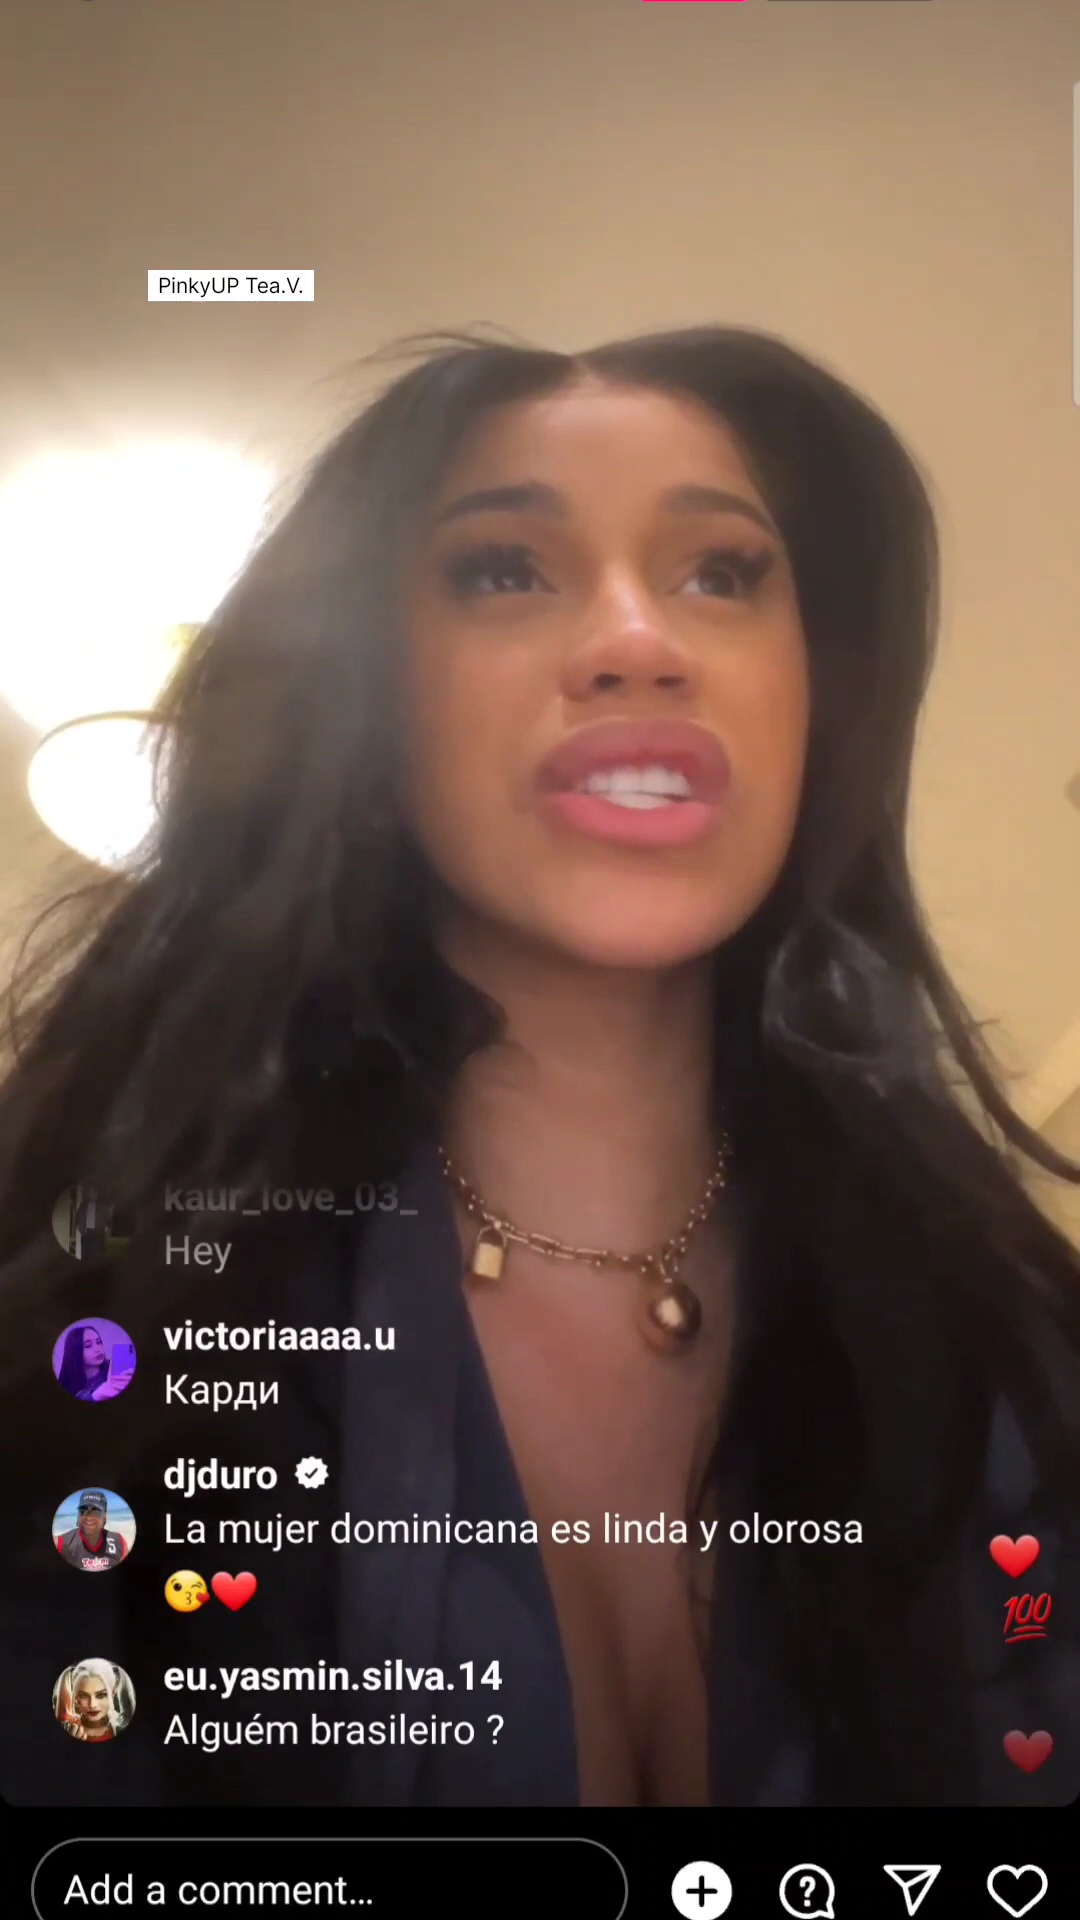 PinkyUP Tea.V.
kaur_love_03_
Hey
victoriaaaa.u
Карди
djduro
La mujer dominicana es linda y olorosa
😘❤️
eu.yasmin.silva.14
Alguém brasileiro ?
💯
Add a comment...